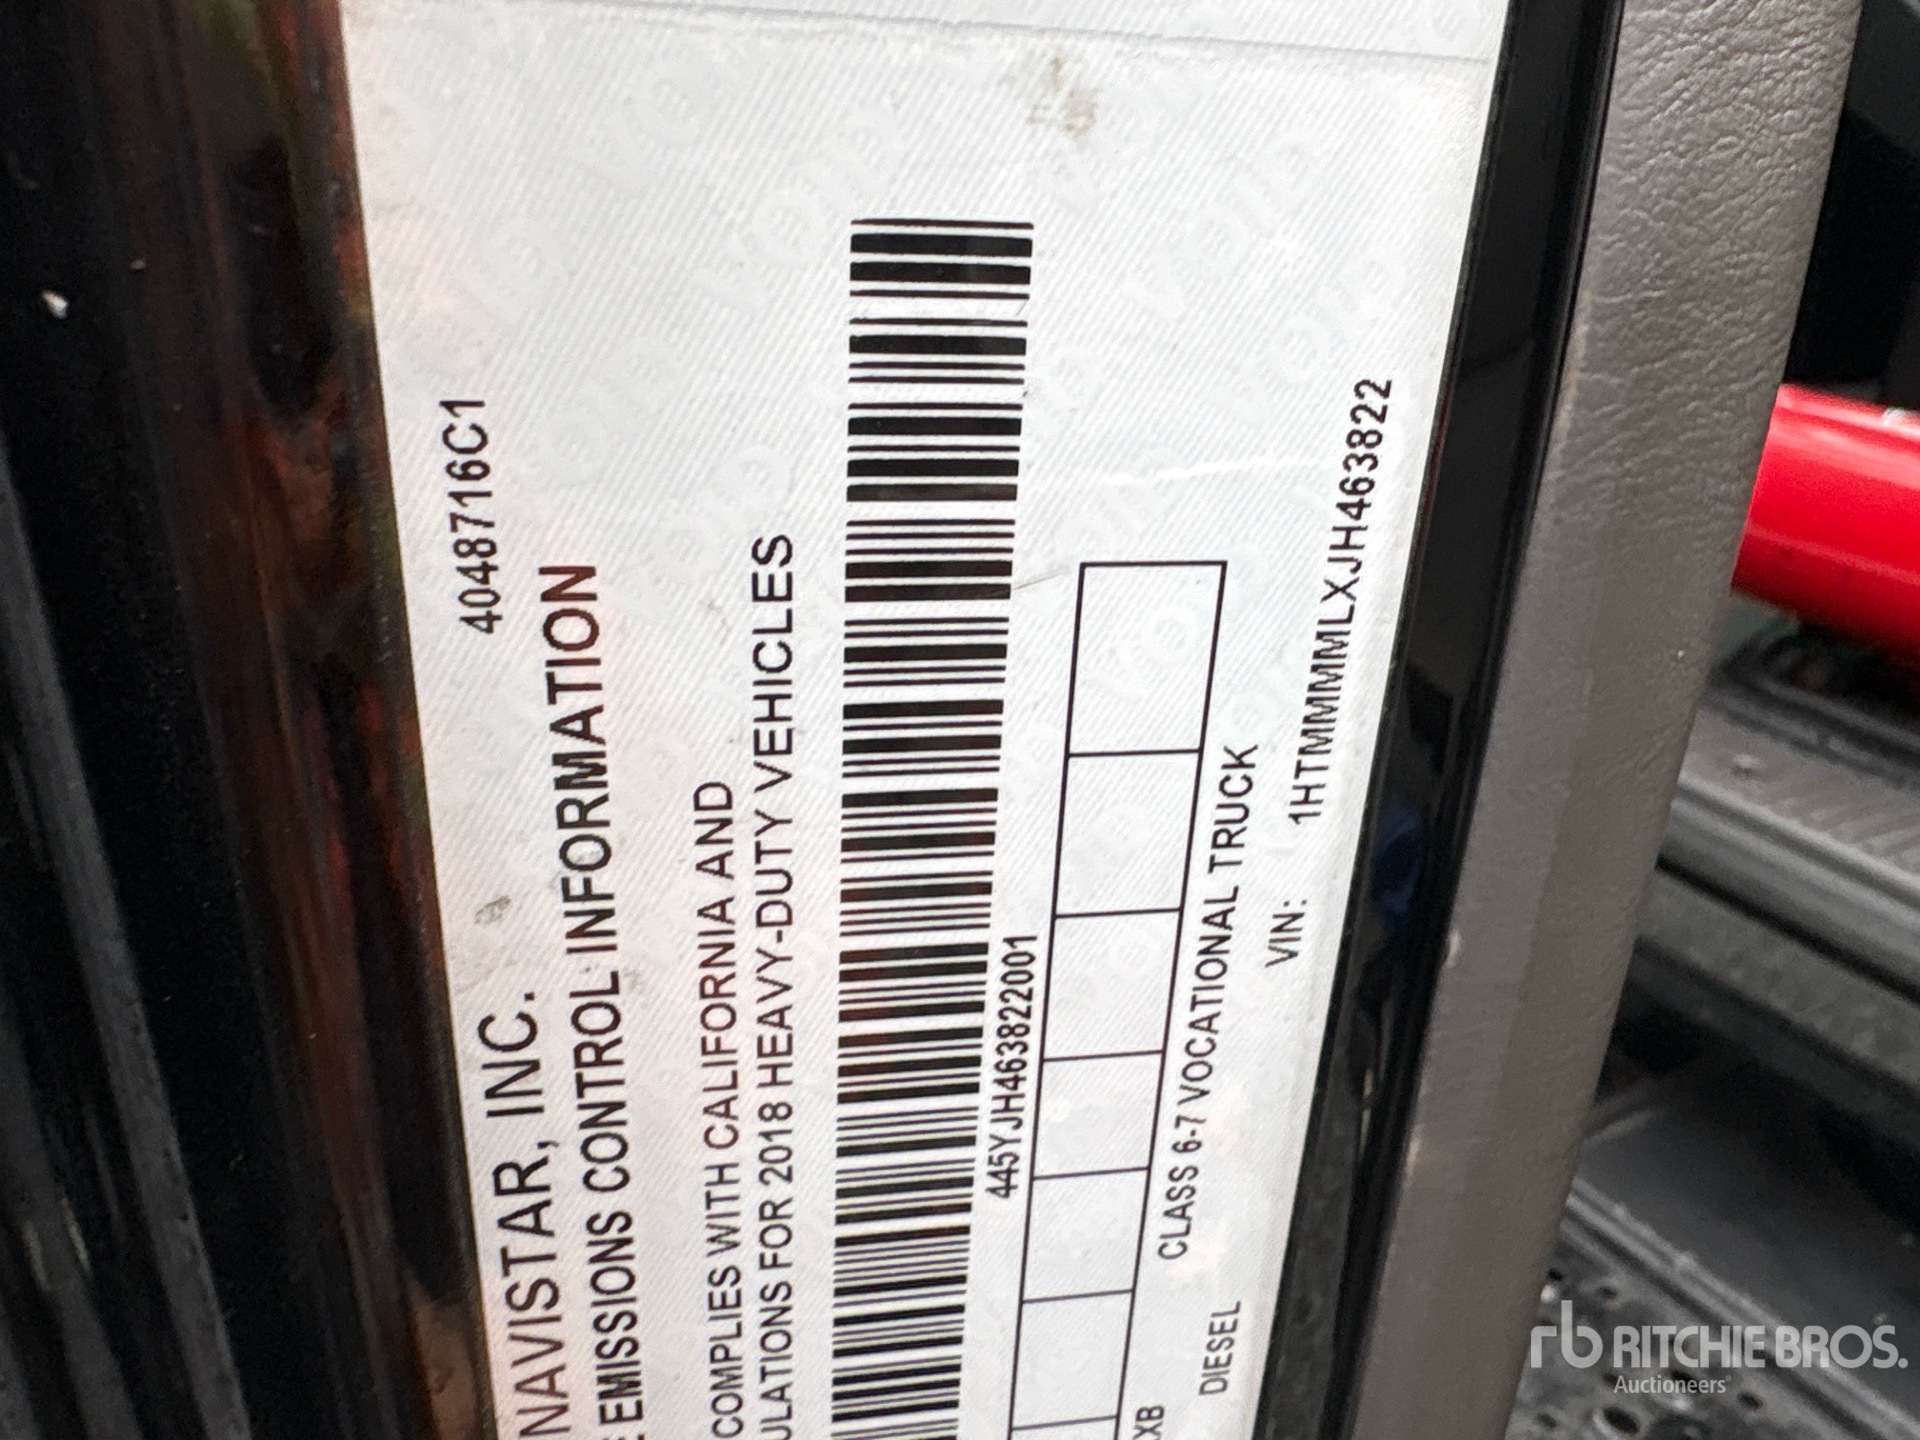 4048716C1
NAVISTAR, INC.
EMISSIONS CONTROL INFORMATION
COMPLIES WITH CALIFORNIA AND
ULATIONS FOR 2018 HEAVY-DUTY VEHICLES
445YJH463822001
XB CLASS 6-7 VOCATIONAL TRUCK
DIESEL VIN: 1HTMMMMLXJH463822
rb RITCHIE BROS.
Auctioneers